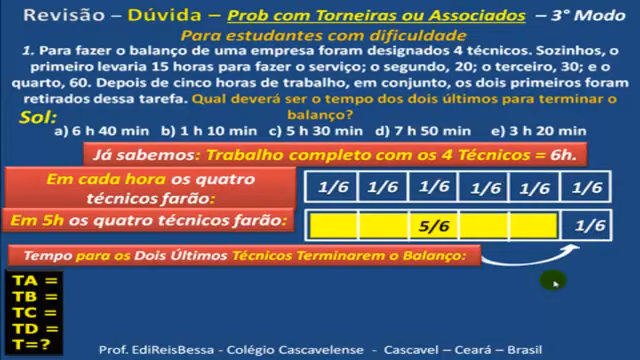 Revisão – Dúvida – Prob com Torneiras ou Associados – 3° Modo
Para estudantes com dificuldade
1. Para fazer o balanço de uma empresa foram designados 4 técnicos. Sozinhos, o
primeiro levaria 15 horas para fazer o serviço; o segundo, 20; o terceiro, 30; e o
quarto, 60. Depois de cinco horas de trabalho, em conjunto, os dois primeiros foram
retirados dessa tarefa. Qual deverá ser o tempo dos dois últimos para terminar o
balanço?
Sol:
a) 6 h 40 min b) 1 h 10 min c) 5 h 30 min d) 7 h 50 min e) 3 h 20 min
Já sabemos: Trabalho completo com os 4 Técnicos = 6h.
Em cada hora os quatro
técnicos farão:
1/6 1/6 1/6 1/6 1/6 1/6
Em 5h os quatro técnicos farão:
5/6 1/6
Tempo para os Dois Últimos Técnicos Terminarem o Balanço:
TA =
TB =
TC =
TD =
T=?
Prof. EdiReisBessa - Colégio Cascavelense - Cascavel – Ceará – Brasil